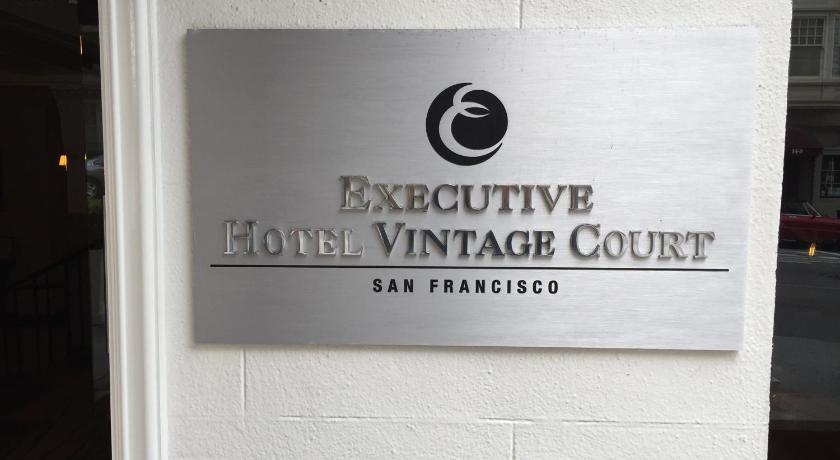 EXECUTIVE
HOTEL VINTAGE COURT
SAN FRANCISCO